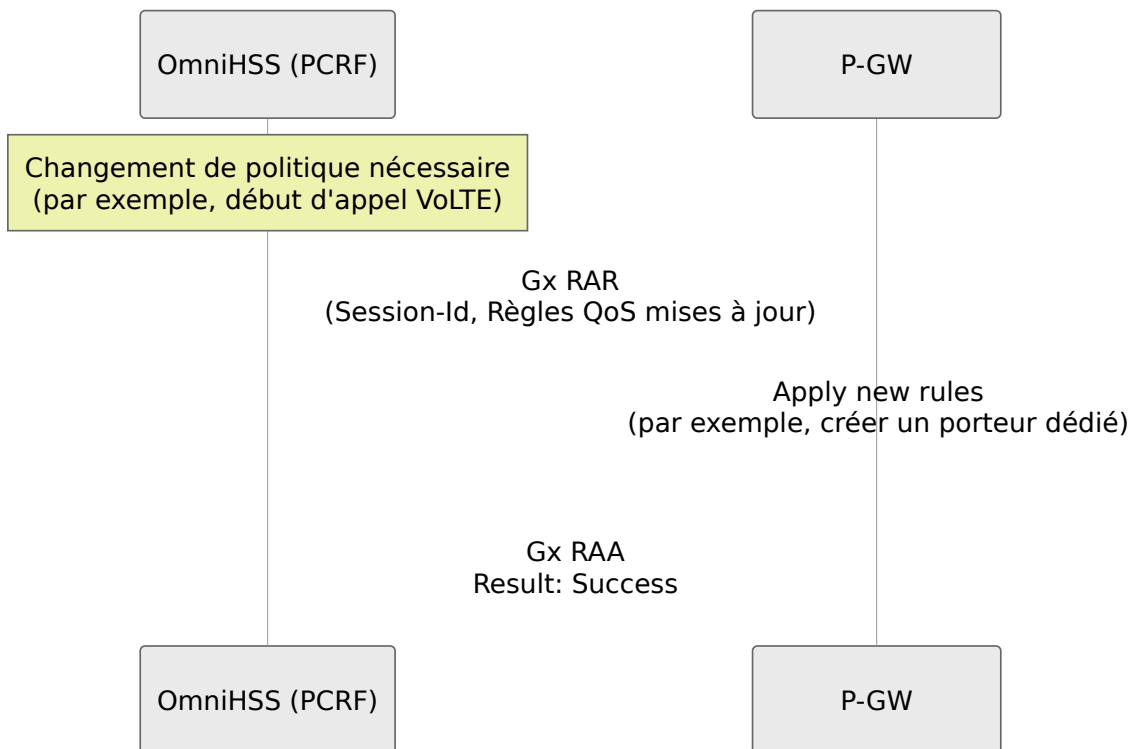 OmniHSS (PCRF)
P-GW
Changement de politique nécessaire
(par exemple, début d'appel VoLTE)
Gx RAR
(Session-Id, Règles QoS mises à jour)
Apply new rules
(par exemple, créer un porteur dédié)
Gx RAA
Result: Success
OmniHSS (PCRF)
P-GW